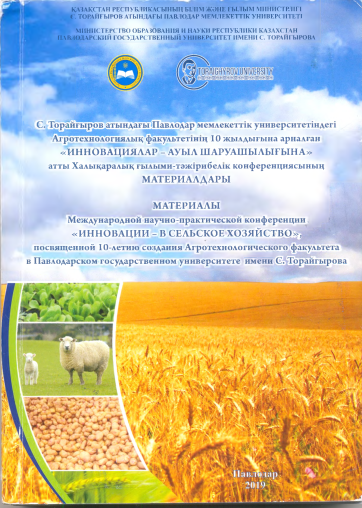 ҚАЗАҚСТАН РЕСПУБЛИКАСЫНЫҢ БІЛІМ ЖӘНЕ ҒЫЛЫМ МИНИСТРЛІГІ
С. ТОРАЙҒЫРОВ АТЫНДАҒЫ ПАВЛОДАР МЕМЛЕКЕТТІК УНИВЕРСИТЕТІ
МИНИСТЕРСТВО ОБРАЗОВАНИЯ И НАУКИ РЕСПУБЛИКИ КАЗАХСТАН
ПАВЛОДАРСКИЙ ГОСУДАРСТВЕННЫЙ УНИВЕРСИТЕТ ИМЕНИ С. ТОРАЙГЫРОВА
TORAIGHYROV UNIVERSITY
С. Торайғыров атындағы Павлодар мемлекеттік университетіндегі
Агротехнологиялық факультетінің 10 жылдығына арналған
«ИННОВАЦИЯЛАР – АУЫЛ ШАРУАШЫЛЫҒЫНА»
атты Халықаралық ғылыми-тәжірибелік конференциясының
МАТЕРИАЛДАРЫ
МАТЕРИАЛЫ
Международной научно-практической конференции
«ИННОВАЦИИ – В СЕЛЬСКОЕ ХОЗЯЙСТВО»,
посвященной 10-летию создания Агротехнологического факультета
в Павлодарском государственном университете имени С. Торайгырова
Павлодар
2019